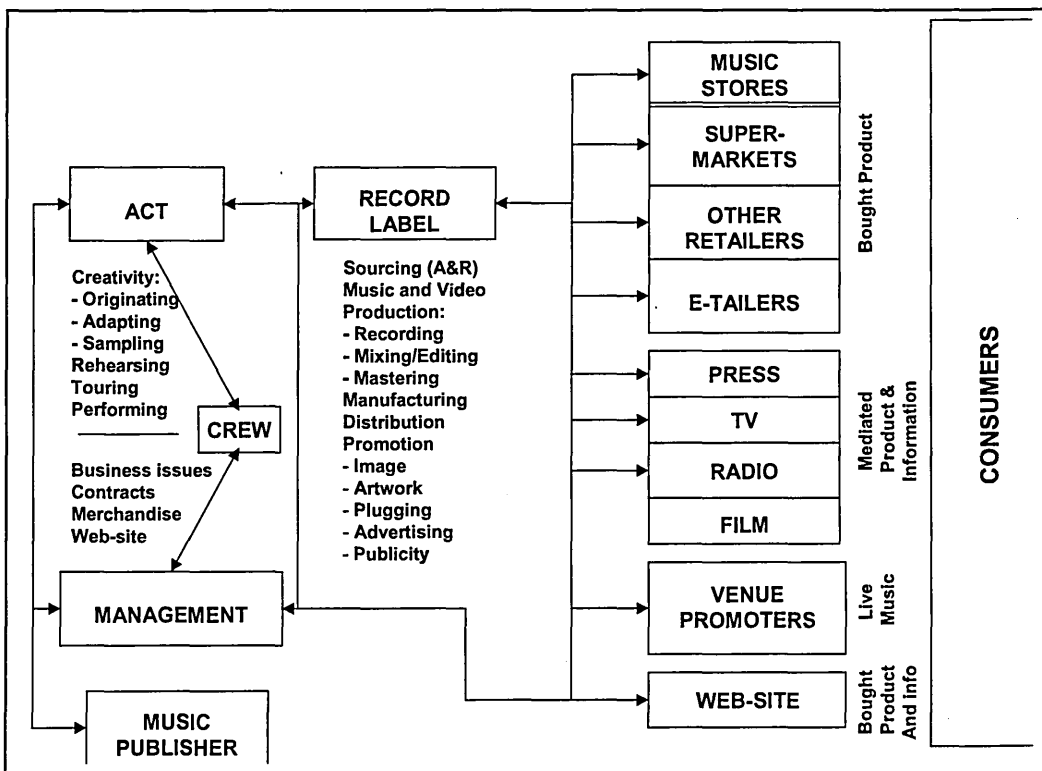 ACT
Creativity:
- Originating
- Adapting
- Sampling
Rehearsing
Touring
Performing
CREW
Business issues
Contracts
Merchandise
Web-site
MANAGEMENT
MUSIC
PUBLISHER
RECORD
LABEL
Sourcing (A&R)
Music and Video
Production:
- Recording
- Mixing/Editing
- Mastering
Manufacturing
Distribution
Promotion
- Image
- Artwork
- Plugging
- Advertising
- Publicity
MUSIC
STORES
SUPER-
MARKETS
OTHER
RETAILERS
E-TAILERS
PRESS
TV
RADIO
FILM
VENUE
PROMOTERS
WEB-SITE
Bought Product
Mediated
Product &
Information
Live
Music
Bought
Product
And info
CONSUMERS